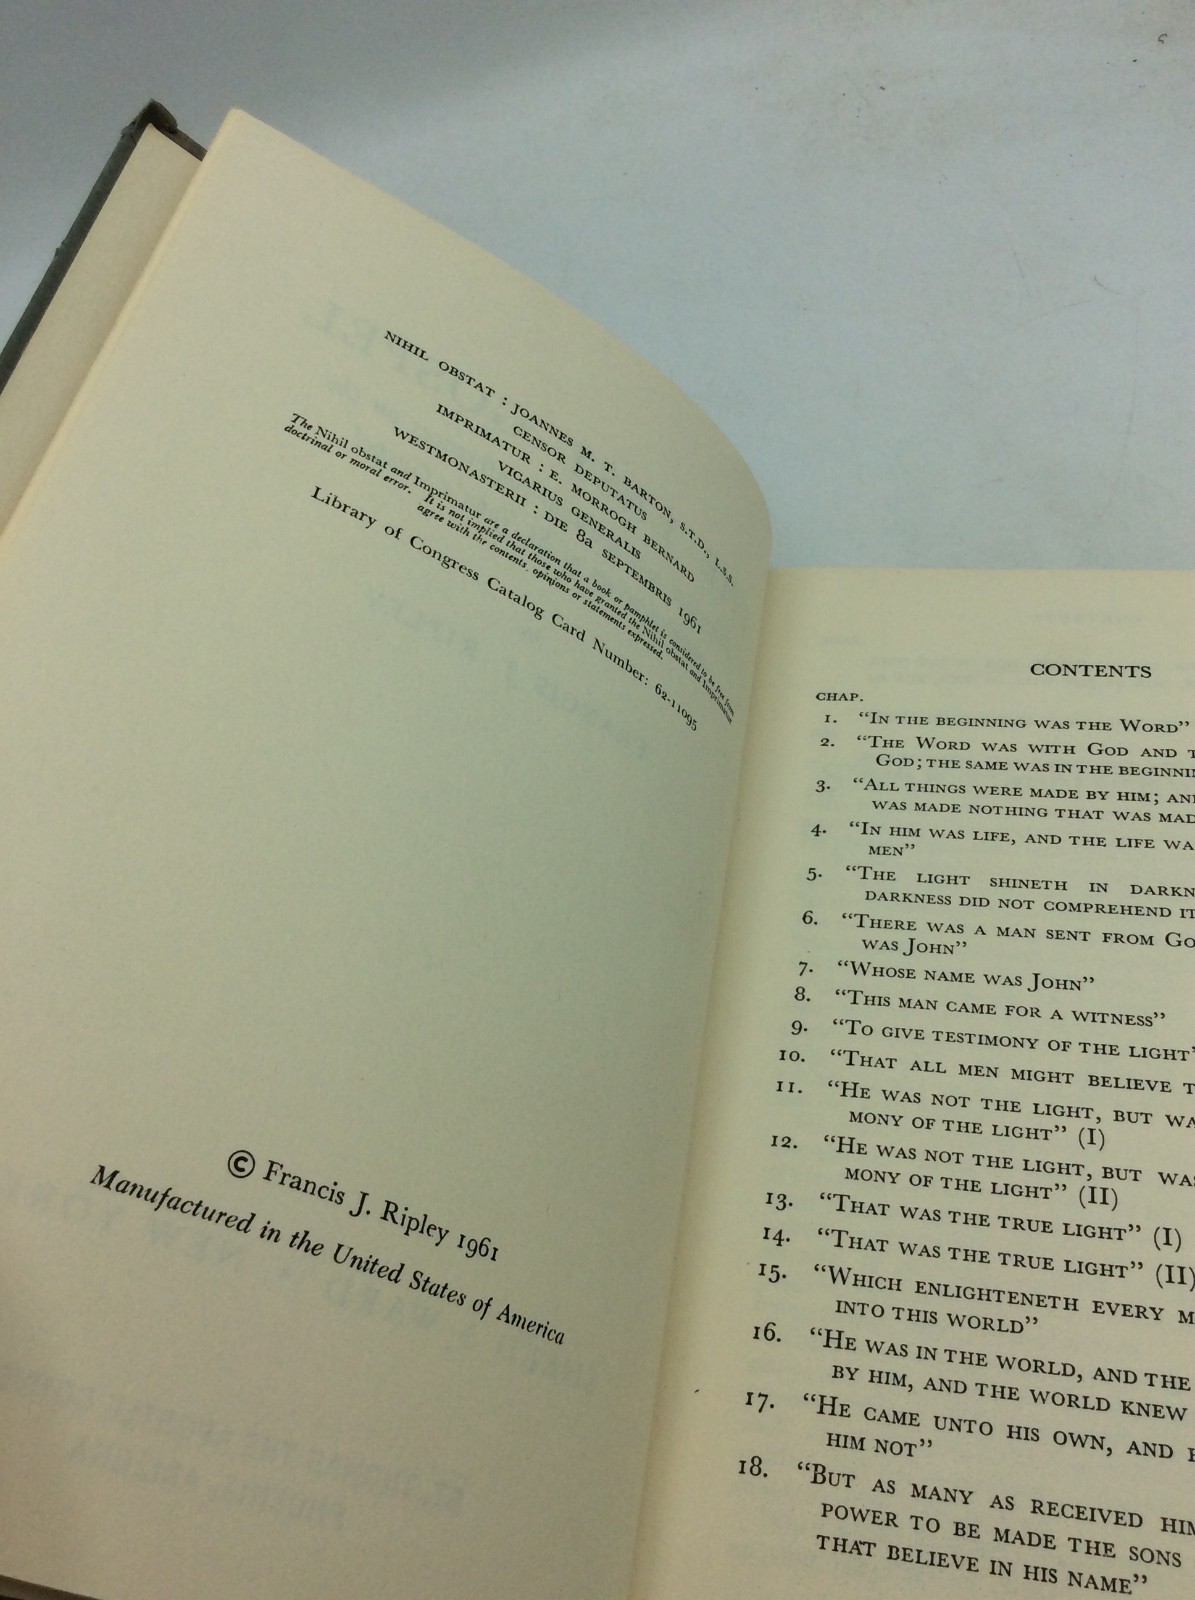 NIHIL OBSTAT : JOANNES M. T. BARTON, S.T.D., L.S.S.
CENSOR DEPUTATUS
IMPRIMATUR : E. MORROGH BERNARD
VICARIUS GENERALIS
WESTMONASTERII : DIE 8a SEPTEMBRIS 1961
The Nihil obstat and Imprimatur are a declaration that a book or pamphlet is considered to be free from
doctrinal or moral error. It is not implied that those who have granted the Nihil obstat and Imprimatur
agree with the contents, opinions or statements expressed.
Library of Congress Catalog Card Number: 62-11095
© Francis J. Ripley 1961
Manufactured in the United States of America
CONTENTS
CHAP.
1. “In the beginning was the Word”
2. “The Word was with God and
God; the same was in the
3. “All things were made by him;
was made nothing that was
4. “In him was life, and the life
men”
5. “The light shineth in
darkness did not comprehend
6. “There was a man sent from
was John”
7. “Whose name was John”
8. “This man came for a witness”
9. “To give testimony of the light”
10. “That all men might believe
11. “He was not the light, but
mony of the light” (I)
12. “He was not the light, but
mony of the light” (II)
13. “That was the true light” (I)
14. “That was the true light” (II)
15. “Which enlighteneth every
into this world”
16. “He was in the world, and the
by him, and the world knew
17. “He came unto his own, and
him not”
18. “But as many as received
power to be made the sons
that believe in his name”